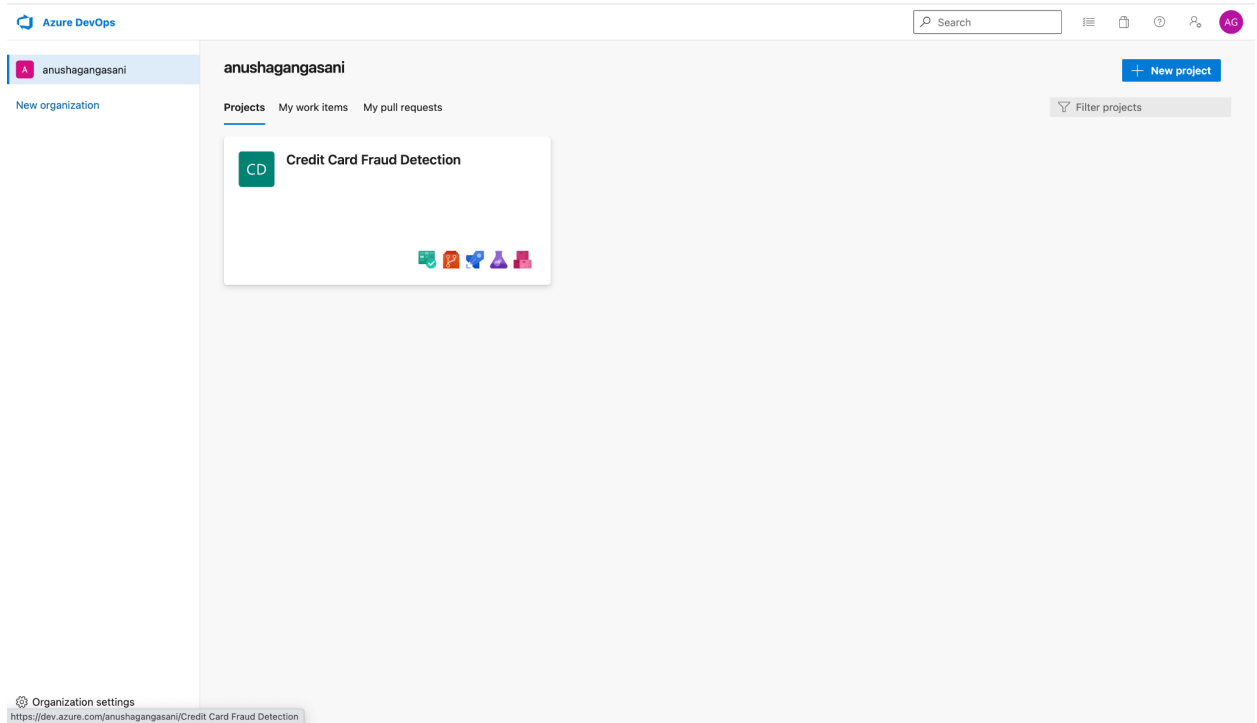 Azure DevOps
Search
AG
A anushagangasani
New organization
anushagangasani
New project
Projects My work items My pull requests
Filter projects
CD Credit Card Fraud Detection
Organization settings
https://dev.azure.com/anushagangasani/Credit Card Fraud Detection